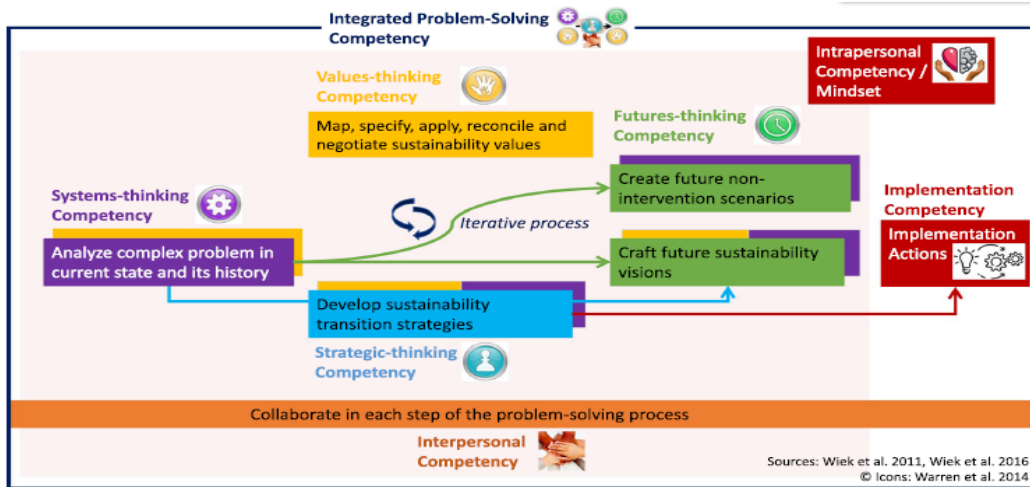 Integrated Problem-Solving
Competency
Intrapersonal
Competency /
Mindset
Values-thinking
Competency
Map, specify, apply, reconcile and
negotiate sustainability values
Futures-thinking
Competency
Create future non-
intervention scenarios
Systems-thinking
Competency
Iterative process
Implementation
Competency
Analyze complex problem in
current state and its history
Craft future sustainability
visions
Implementation
Actions
Develop sustainability
transition strategies
Strategic-thinking
Competency
Collaborate in each step of the problem-solving process
Interpersonal
Competency
Sources: Wiek et al. 2011, Wiek et al. 2016
© Icons: Warren et al. 2014